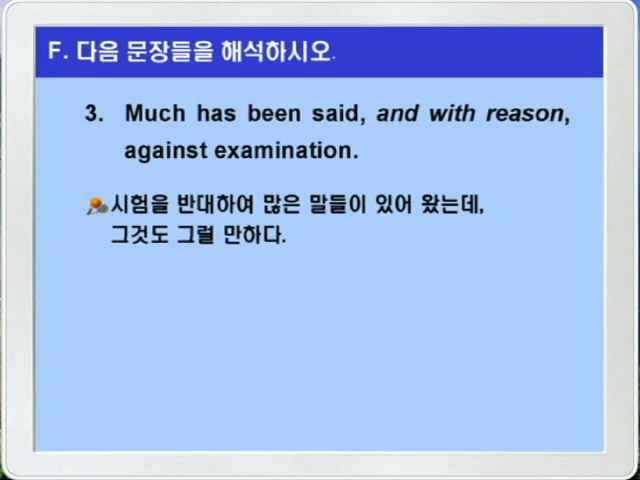 F. 다음 문장들을 해석하시오.
3. Much has been said, and with reason,
against examination.
시험을 반대하여 많은 말들이 있어 왔는데,
그것도 그럴 만하다.